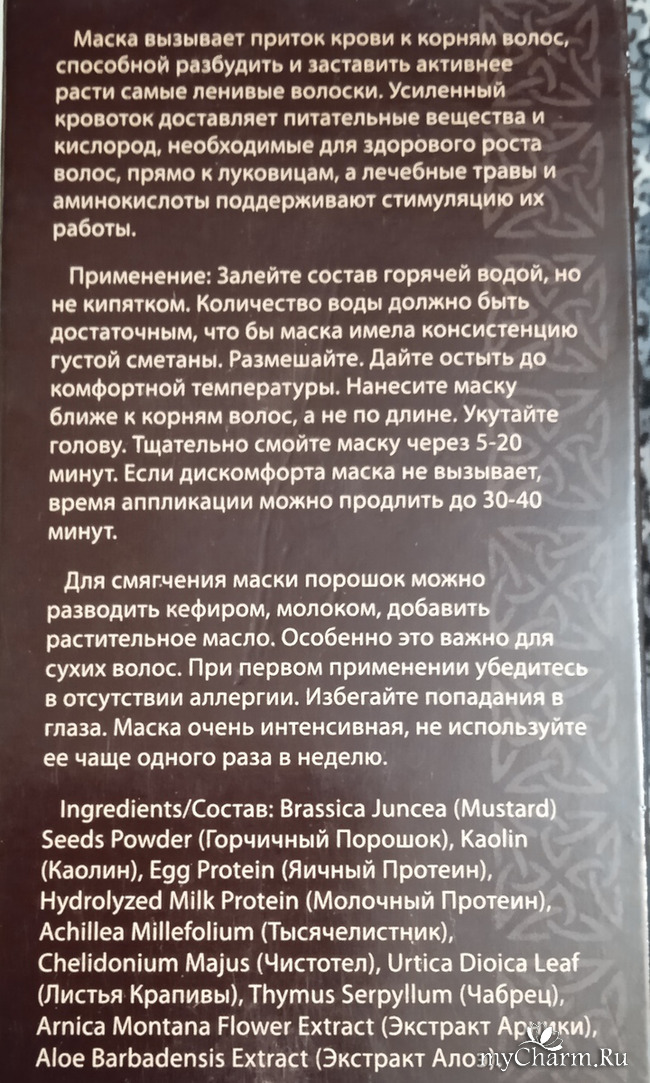 Маска вызывает приток крови к корням волос,
способной разбудить и заставить активнее
расти самые ленивые волоски. Усиленный
кровоток доставляет питательные вещества и
кислород, необходимые для здорового роста
волос, прямо к луковицам, а лечебные травы и
аминокислоты поддерживают стимуляцию их
работы.
Применение: Залейте состав горячей водой, но
не кипятком. Количество воды должно быть
достаточным, что бы маска имела консистенцию
густой сметаны. Размешайте. Дайте остыть до
комфортной температуры. Нанесите маску
ближе к корням волос, а не по длине. Укутайте
голову. Тщательно смойте маску через 5-20
минут. Если дискомфорта маска не вызывает,
время аппликации можно продлить до 30-40
минут.
Для смягчения маски порошок можно
разводить кефиром, молоком, добавить
растительное масло. Особенно это важно для
сухих волос. При первом применении убедитесь
в отсутствии аллергии. Избегайте попадания в
глаза. Маска очень интенсивная, не используйте
ее чаще одного раза в неделю.
Ingredients/Состав: Brassica Juncea (Mustard)
Seeds Powder (Горчичный Порошок), Kaolin
(Каолин), Egg Protein (Яичный Протеин),
Hydrolyzed Milk Protein (Молочный Протеин),
Achillea Millefolium (Тысячелистник),
Chelidonium Majus (Чистотел), Urtica Dioica Leaf
(Листья Крапивы), Thymus Serpyllum (Чабрец),
Arnica Montana Flower Extract (Экстракт Арники),
Aloe Barbadensis Extract (Экстракт Алоэ),
myCharm.Ru